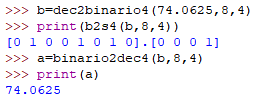 >>> b=dec2binario4(74.0625,8,4)
>>> print(b2s4(b,8,4))
[0 1 0 0 1 0 1 0].[0 0 0 1]
>>> a=binario2dec4(b,8,4)
>>> print(a)
74.0625